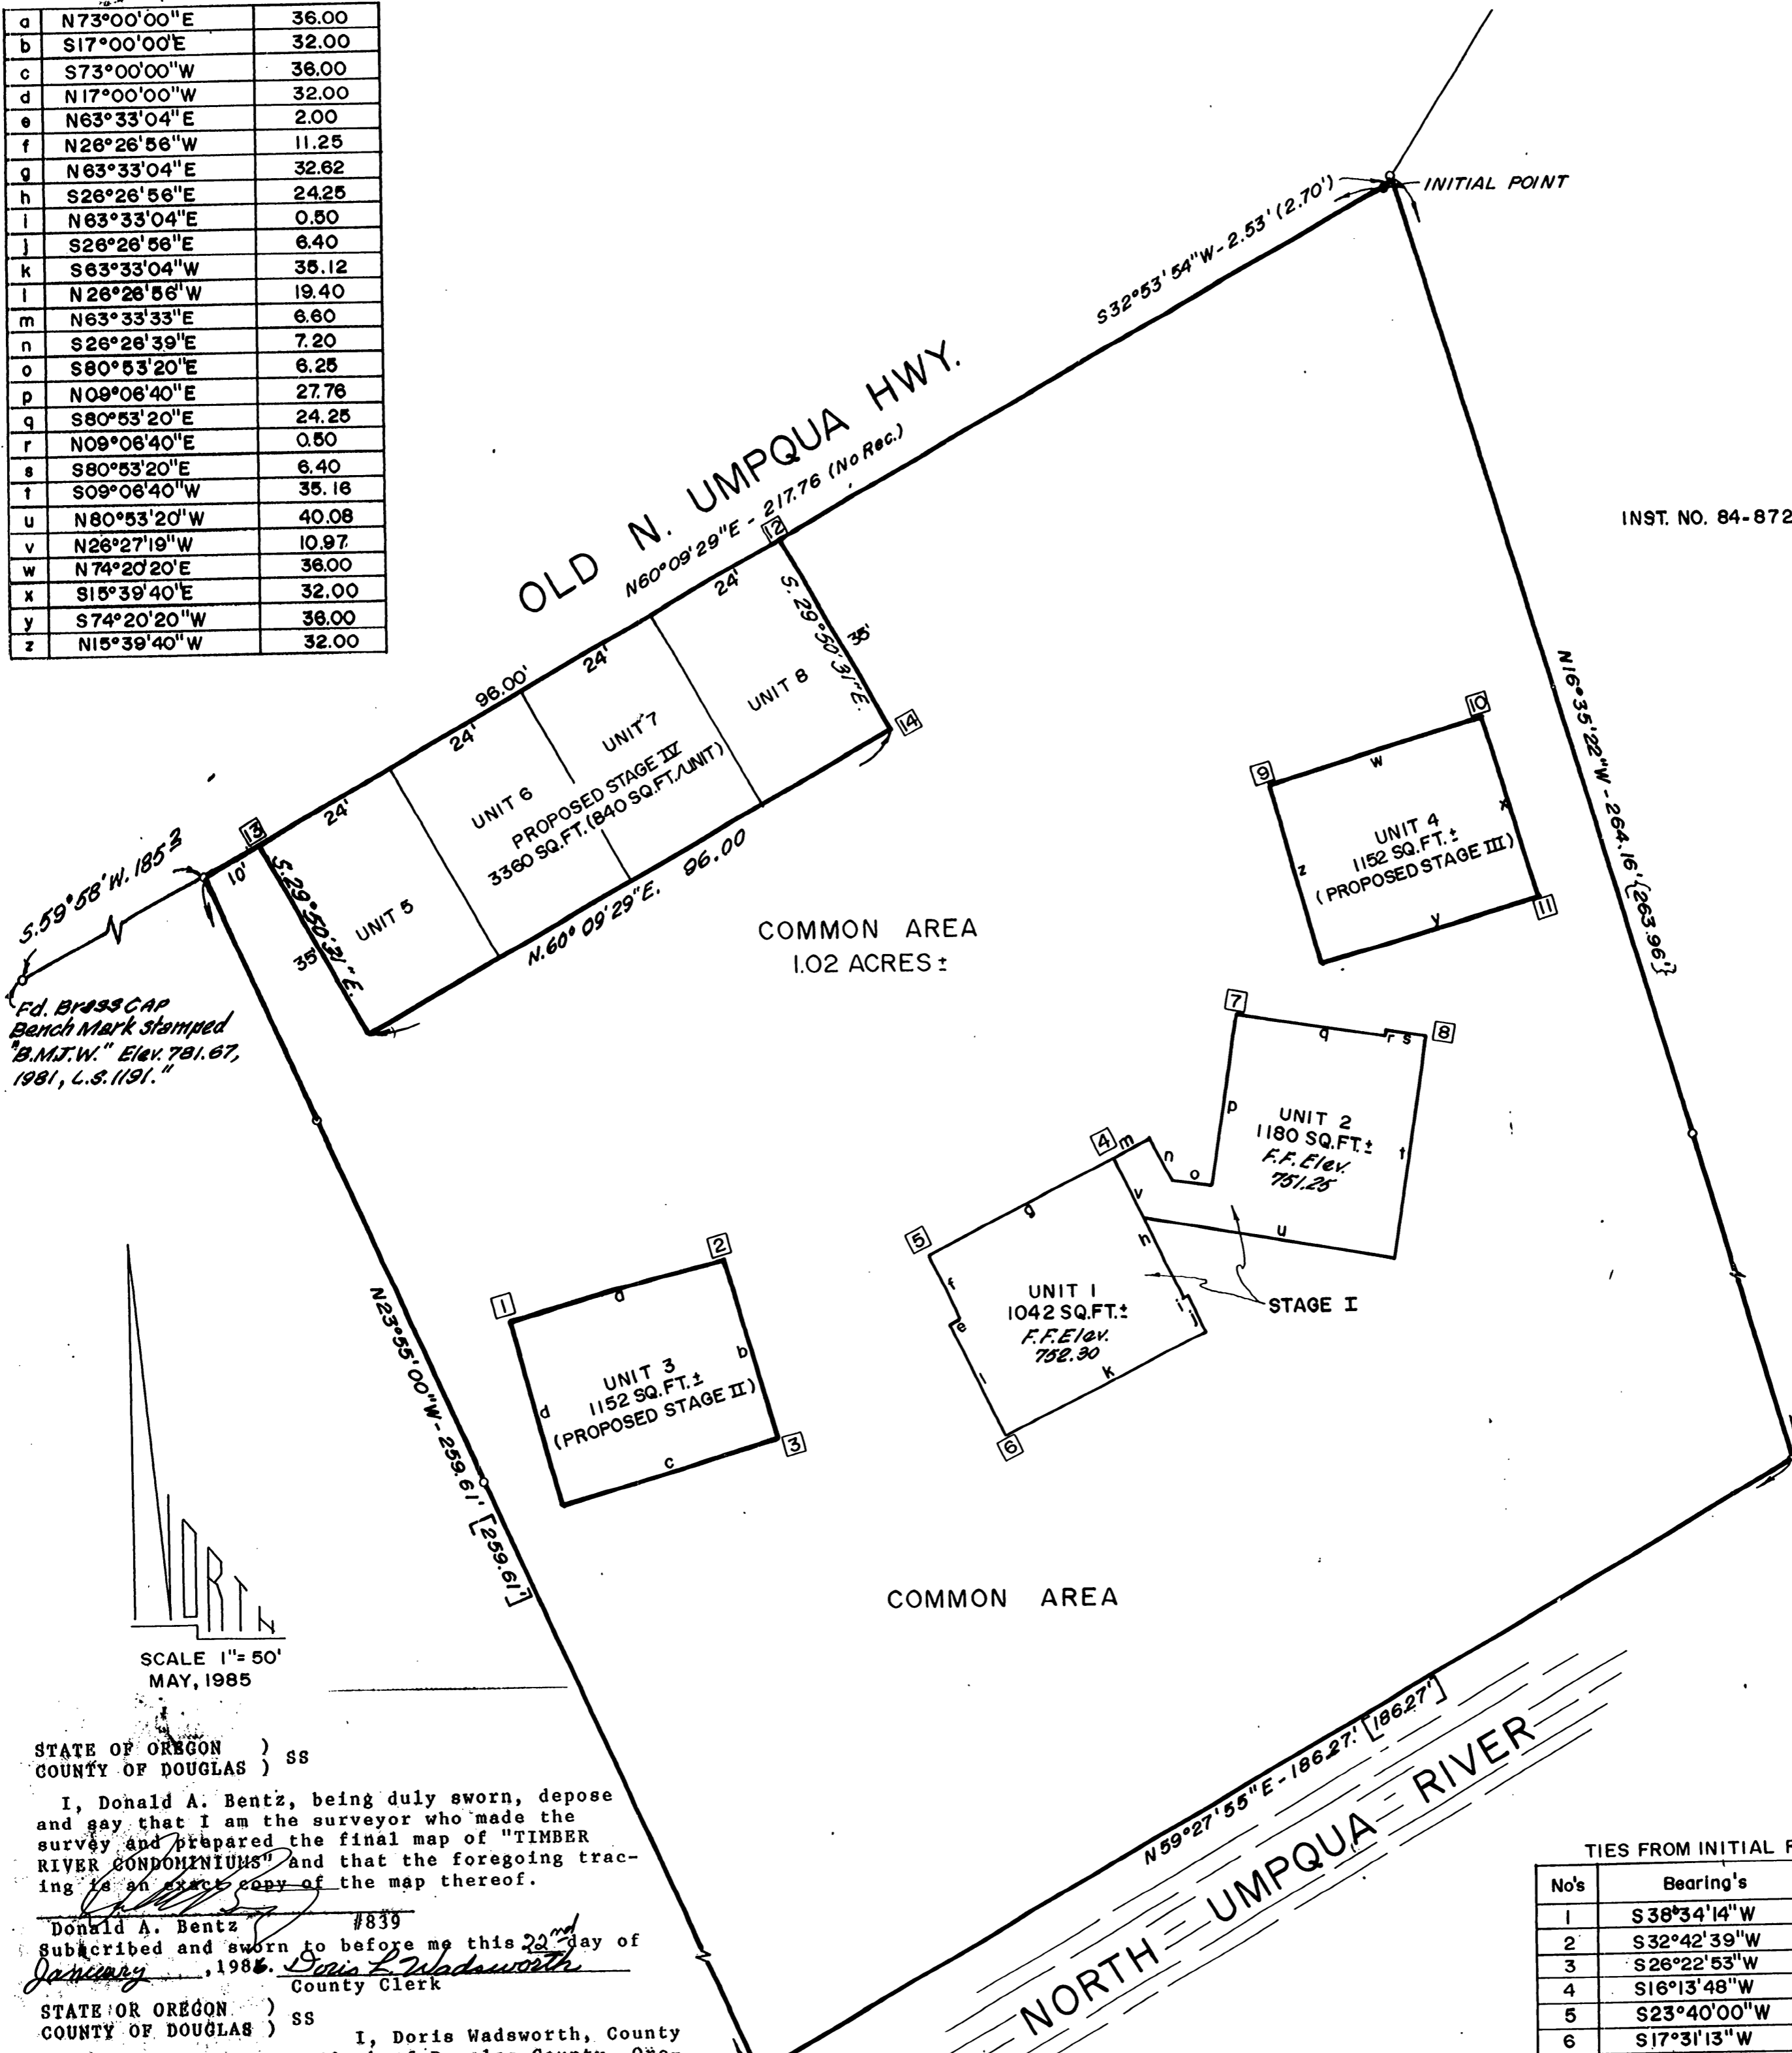 a N73°00'00"E 36.00
b S17°00'00"E 32.00
c S73°00'00"W 36.00
d N17°00'00"W 32.00
e N63°33'04"E 2.00
f N26°26'56"W 11.25
g N63°33'04"E 32.62
h S26°26'56"E 24.25
i N63°33'04"E 0.50
j S26°26'56"E 6.40
k S63°33'04"W 35.12
l N26°26'56"W 19.40
m N63°33'33"E 6.60
n S26°26'39"E 7.20
o S80°53'20"E 6.25
p N09°06'40"E 27.76
q S80°53'20"E 24.25
r N09°06'40"E 0.50
s S80°53'20"E 6.40
t S09°06'40"W 35.16
u N80°53'20"W 40.08
v N26°27'19"W 10.97
w N74°20'20"E 36.00
x S15°39'40"E 32.00
y S74°20'20"W 36.00
z N15°39'40"W 32.00
INITIAL POINT
S32°53'54"W-2.53' (2.70')
OLD N. UMPQUA HWY.
N60°09'29"E - 217.76 (No Rec.)
INST. NO. 84-872
N16°35'22"W - 264.16' {263.96'}
12
24'
S. 29°50'31"E.
35'
14
UNIT 8
24'
96.00'
UNIT 7
24'
UNIT 6
PROPOSED STAGE IV
3360 SQ.FT.(840 SQ.FT./UNIT)
24'
13
10'
S.29°50'31"E.
35'
UNIT 5
N.60°09'29"E. 96.00
S.59°58'W. 185
Fd. Brass CAP
Bench Mark stamped
"B.M.J.W." Elev. 781.67,
1981, L.S. 1191."
COMMON AREA
1.02 ACRES ±
9
10
11
w
x
y
z
UNIT 4
1152 SQ.FT.±
(PROPOSED STAGE III)
7
8
q
r s
p
t
u
UNIT 2
1180 SQ.FT.±
F.F. Elev.
751.25
4
m
n
o
v
5
g
h
f
e
i
j
l
k
6
UNIT 1
1042 SQ.FT.±
F.F. Elev.
752.30
STAGE I
1
2
3
a
b
c
d
UNIT 3
1152 SQ.FT.±
(PROPOSED STAGE II)
N23°55'00"W - 259.61' [259.61']
NORTH
SCALE 1"= 50'
MAY, 1985
COMMON AREA
N59°27'55"E - 186.27' [186.27']
NORTH UMPQUA RIVER
STATE OF OREGON )
COUNTY OF DOUGLAS ) SS
I, Donald A. Bentz, being duly sworn, depose
and say that I am the surveyor who made the
survey and prepared the final map of "TIMBER
RIVER CONDOMINIUMS" and that the foregoing trac-
ing is an exact copy of the map thereof.
Donald A. Bentz #839
Subscribed and sworn to before me this 22nd day of
January, 1986. Doris L. Wadsworth
County Clerk
STATE OR OREGON )
COUNTY OF DOUGLAS ) SS
I, Doris Wadsworth, County
TIES FROM INITIAL
No's Bearing's
1 S38°34'14"W
2 S32°42'39"W
3 S26°22'53"W
4 S16°13'48"W
5 S23°40'00"W
6 S17°31'13"W